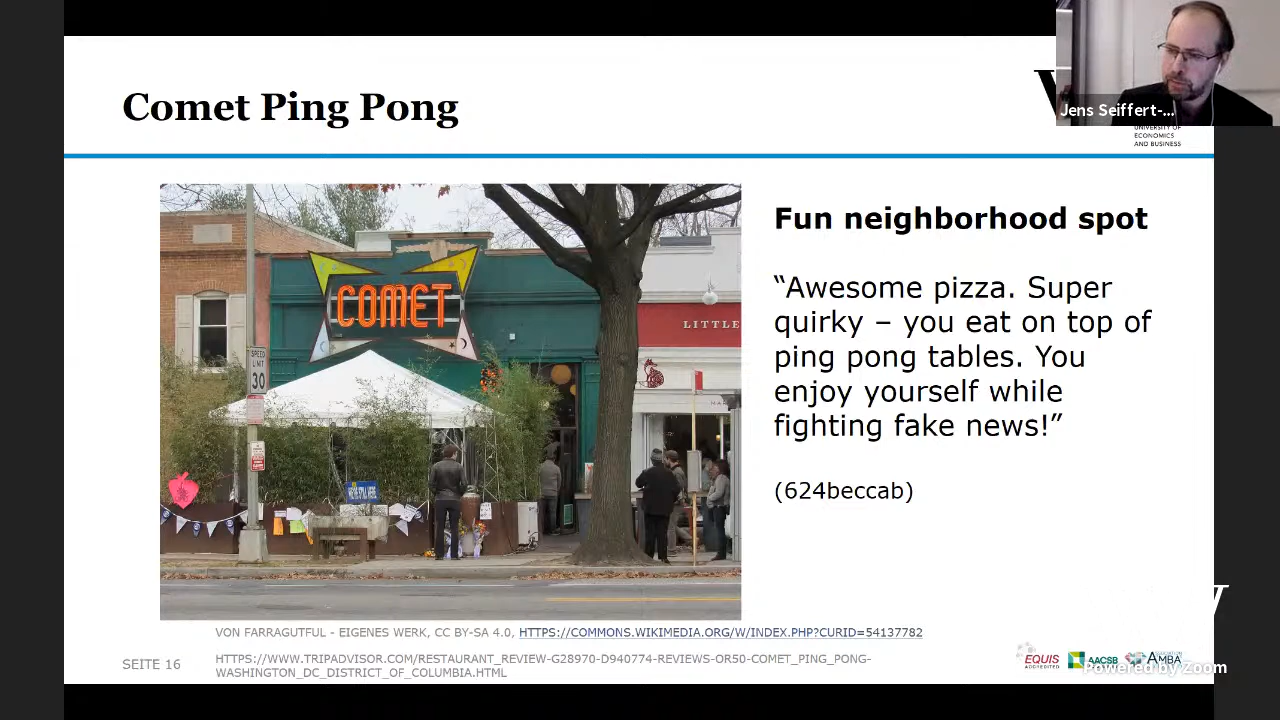 Comet Ping Pong
Jens Seiffert-...
UNIVERSITY OF
ECONOMICS
AND BUSINESS
COMET
SPEED
LIMIT
30
LITTLE
WE'RE STILL HERE
Fun neighborhood spot
“Awesome pizza. Super
quirky – you eat on top of
ping pong tables. You
enjoy yourself while
fighting fake news!”
(624beccab)
VON FARRAGUTFUL - EIGENES WERK, CC BY-SA 4.0, HTTPS://COMMONS.WIKIMEDIA.ORG/W/INDEX.PHP?CURID=54137782
SEITE 16
HTTPS://WWW.TRIPADVISOR.COM/RESTAURANT_REVIEW-G28970-D940774-REVIEWS-OR50-COMET_PING_PONG-
WASHINGTON_DC_DISTRICT_OF_COLUMBIA.HTML
EQUIS
ACCREDITED
AACSB
AMBA
Powered by Zoom